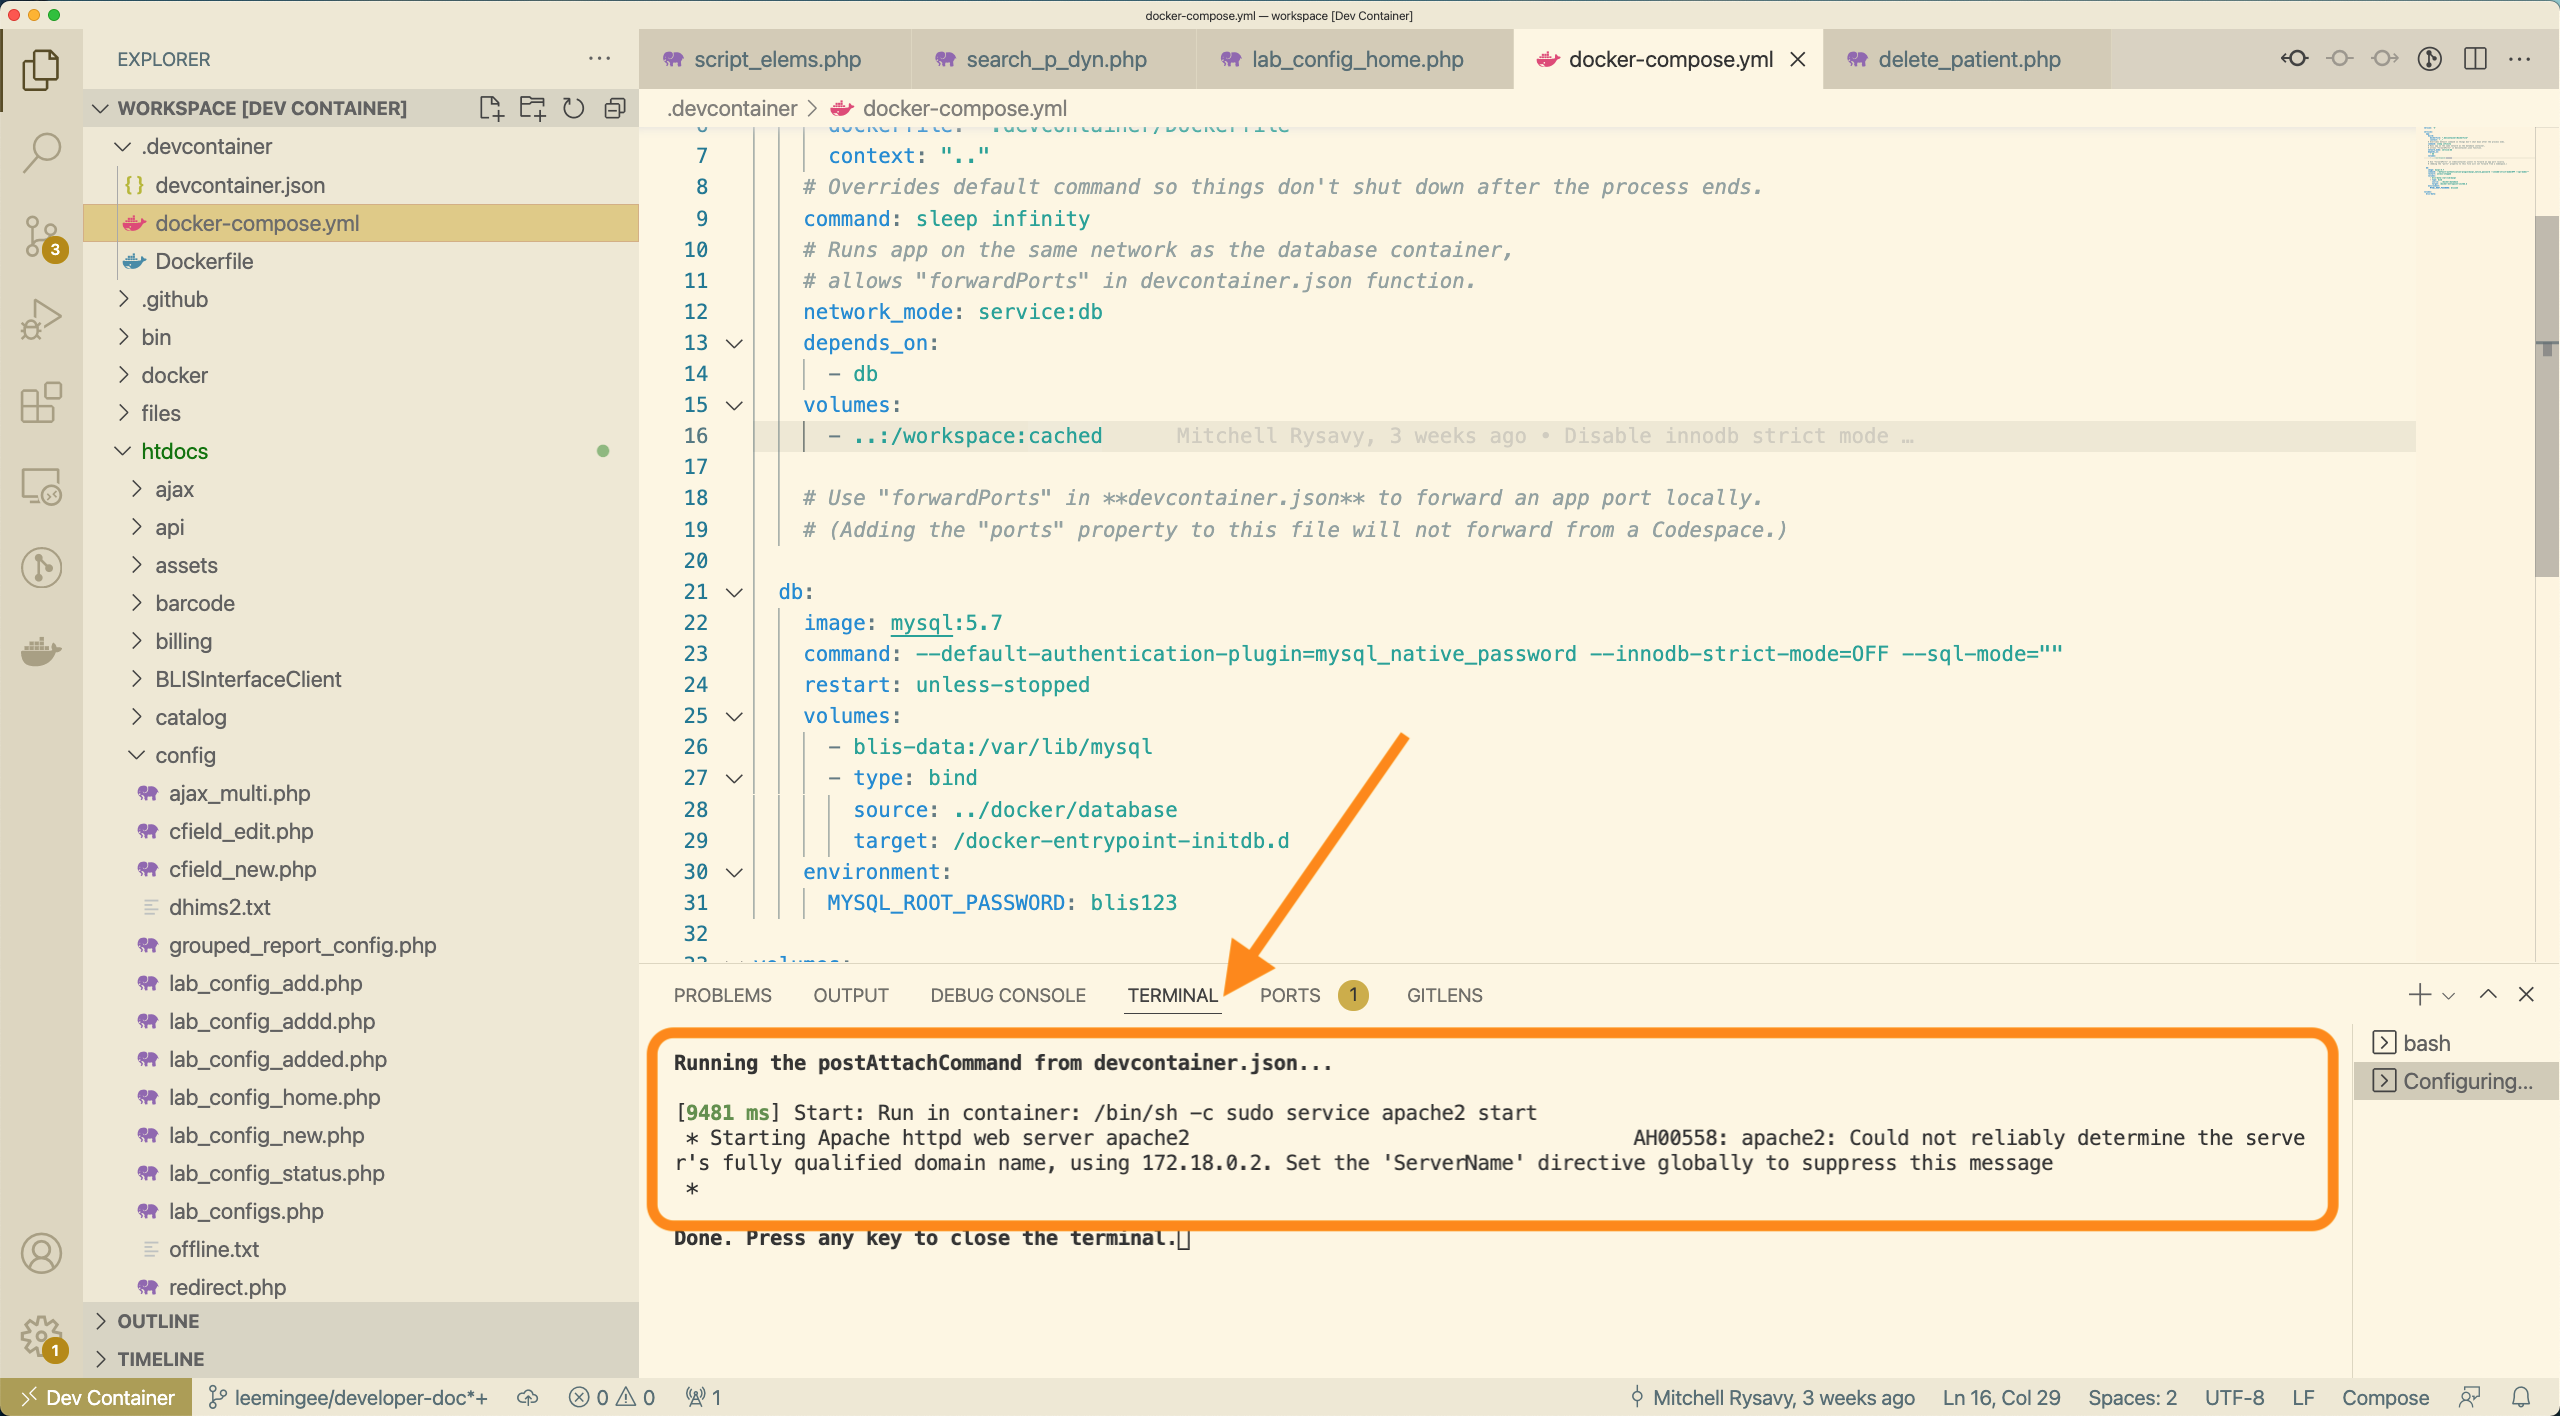 docker-compose.yml — workspace [Dev Container]
EXPLORER
script_elems.php
search_p_dyn.php
lab_config_home.php
docker-compose.yml
delete_patient.php
WORKSPACE [DEV CONTAINER]
.devcontainer
devcontainer.json
docker-compose.yml
Dockerfile
.github
bin
docker
files
htdocs
ajax
api
assets
barcode
billing
BLISInterfaceClient
catalog
config
ajax_multi.php
cfield_edit.php
cfield_new.php
dhims2.txt
grouped_report_config.php
lab_config_add.php
lab_config_addd.php
lab_config_added.php
lab_config_home.php
lab_config_new.php
lab_config_status.php
lab_configs.php
offline.txt
redirect.php
OUTLINE
TIMELINE
3
1
.devcontainer > docker-compose.yml
6 dockerfile: ".devcontainer/Dockerfile"
7 context: ".."
8 # Overrides default command so things don't shut down after the process ends.
9 command: sleep infinity
10 # Runs app on the same network as the database container,
11 # allows "forwardPorts" in devcontainer.json function.
12 network_mode: service:db
13 depends_on:
14 - db
15 volumes:
16 - ..:/workspace:cached Mitchell Rysavy, 3 weeks ago • Disable innodb strict mode …
17
18 # Use "forwardPorts" in **devcontainer.json** to forward an app port locally.
19 # (Adding the "ports" property to this file will not forward from a Codespace.)
20
21 db:
22 image: mysql:5.7
23 command: --default-authentication-plugin=mysql_native_password --innodb-strict-mode=OFF --sql-mode=""
24 restart: unless-stopped
25 volumes:
26 - blis-data:/var/lib/mysql
27 - type: bind
28 source: ../docker/database
29 target: /docker-entrypoint-initdb.d
30 environment:
31 MYSQL_ROOT_PASSWORD: blis123
32
33 volumes:
PROBLEMS OUTPUT DEBUG CONSOLE TERMINAL PORTS 1 GITLENS
Running the postAttachCommand from devcontainer.json...
[9481 ms] Start: Run in container: /bin/sh -c sudo service apache2 start
* Starting Apache httpd web server apache2 AH00558: apache2: Could not reliably determine the serve
r's fully qualified domain name, using 172.18.0.2. Set the 'ServerName' directive globally to suppress this message
*
Done. Press any key to close the terminal.
bash
Configuring...
Dev Container leemingee/developer-doc*+ 0 0 1 Mitchell Rysavy, 3 weeks ago Ln 16, Col 29 Spaces: 2 UTF-8 LF Compose